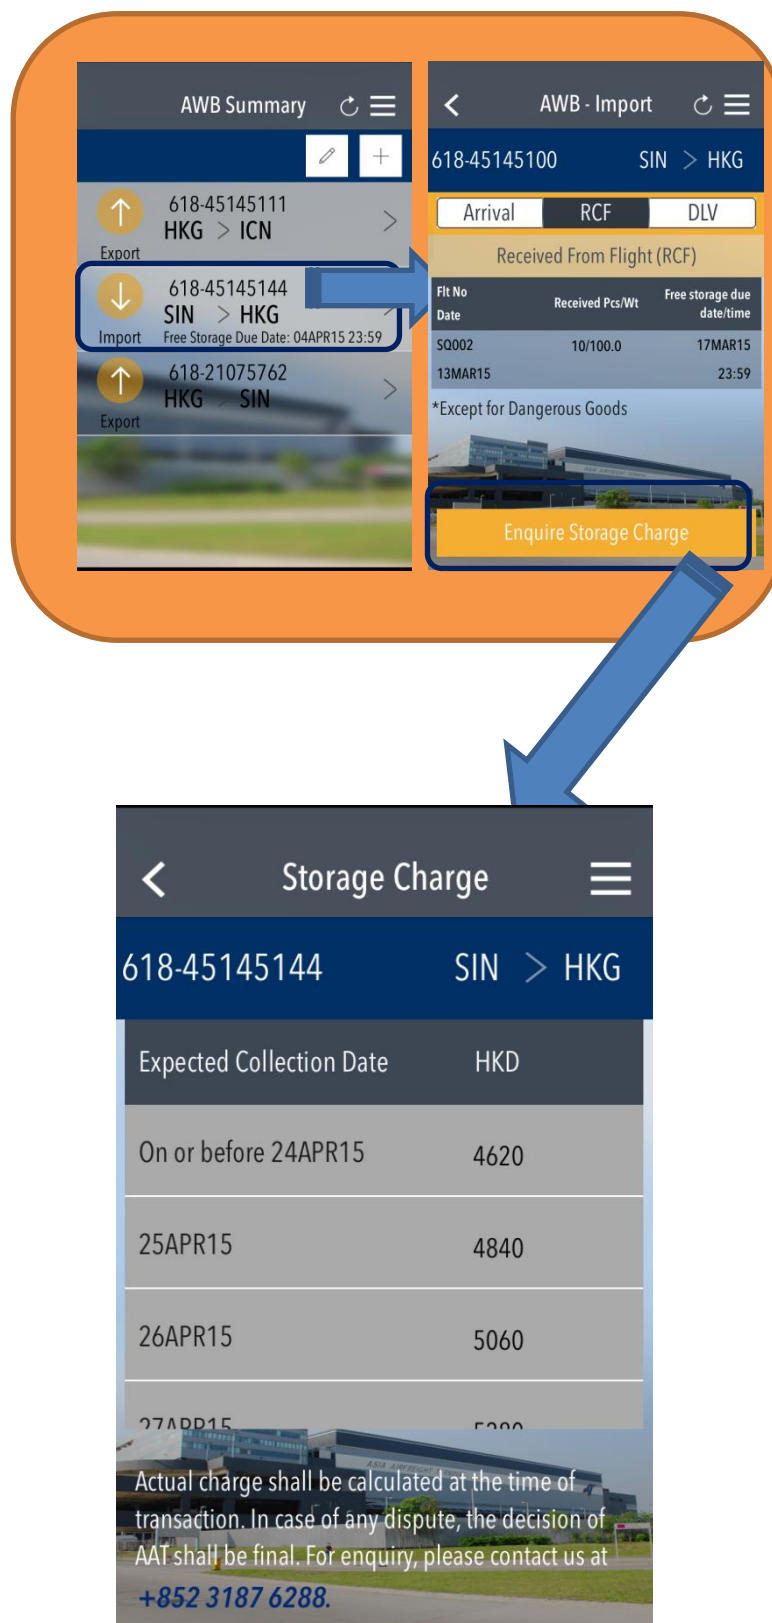 AWB Summary
618-45145111
HKG > ICN
Export
618-45145144
SIN > HKG
Import Free Storage Due Date: 04APR15 23:59
618-21075762
HKG > SIN
Export
AWB - Import
618-45145100 SIN > HKG
Arrival RCF DLV
Received From Flight (RCF)
Flt No
Date
Received Pcs/Wt
Free storage due
date/time
SQ002 10/100.0 17MAR15
13MAR15 23:59
*Except for Dangerous Goods
Enquire Storage Charge
Storage Charge
618-45145144 SIN > HKG
Expected Collection Date HKD
On or before 24APR15 4620
25APR15 4840
26APR15 5060
27APR15 5280
Actual charge shall be calculated at the time of
transaction. In case of any dispute, the decision of
AAT shall be final. For enquiry, please contact us at
+852 3187 6288.